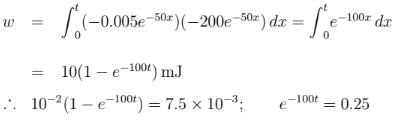 w = ∫₀ᵗ (−0.005e^{−50x})(−200e^{−50x}) dx = ∫₀ᵗ e^{−100x} dx
= 10(1 − e^{−100t}) mJ
∴ 10^{−2}(1 − e^{−100t}) = 7.5 × 10^{−3}; e^{−100t} = 0.25